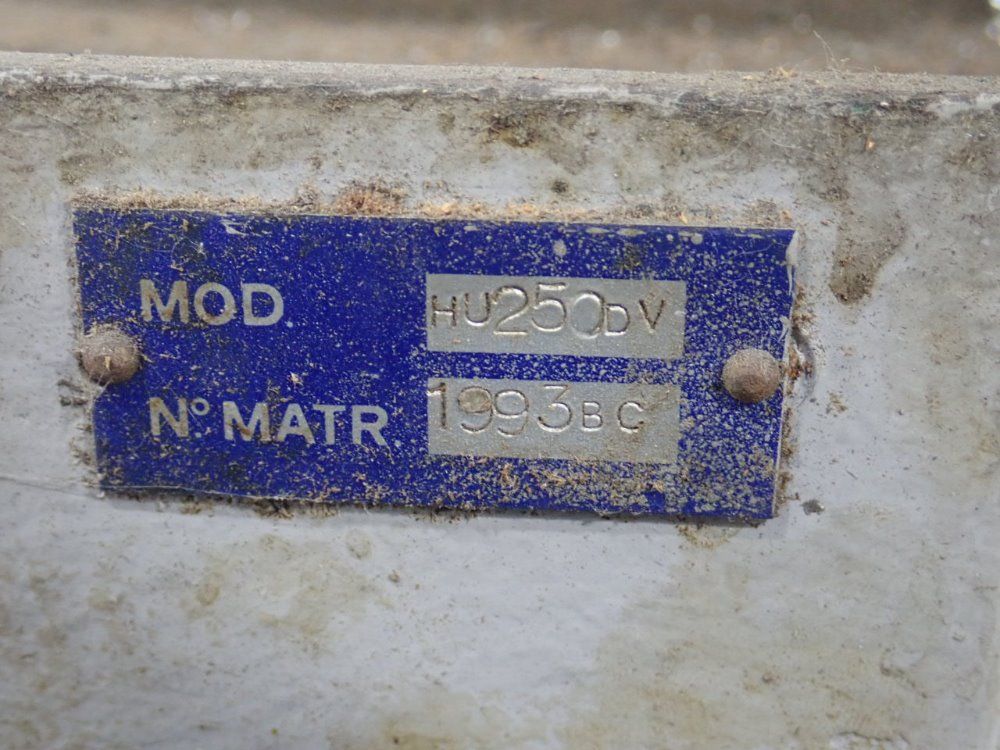 MOD. HU250DV
N.° MATR. 1993BC